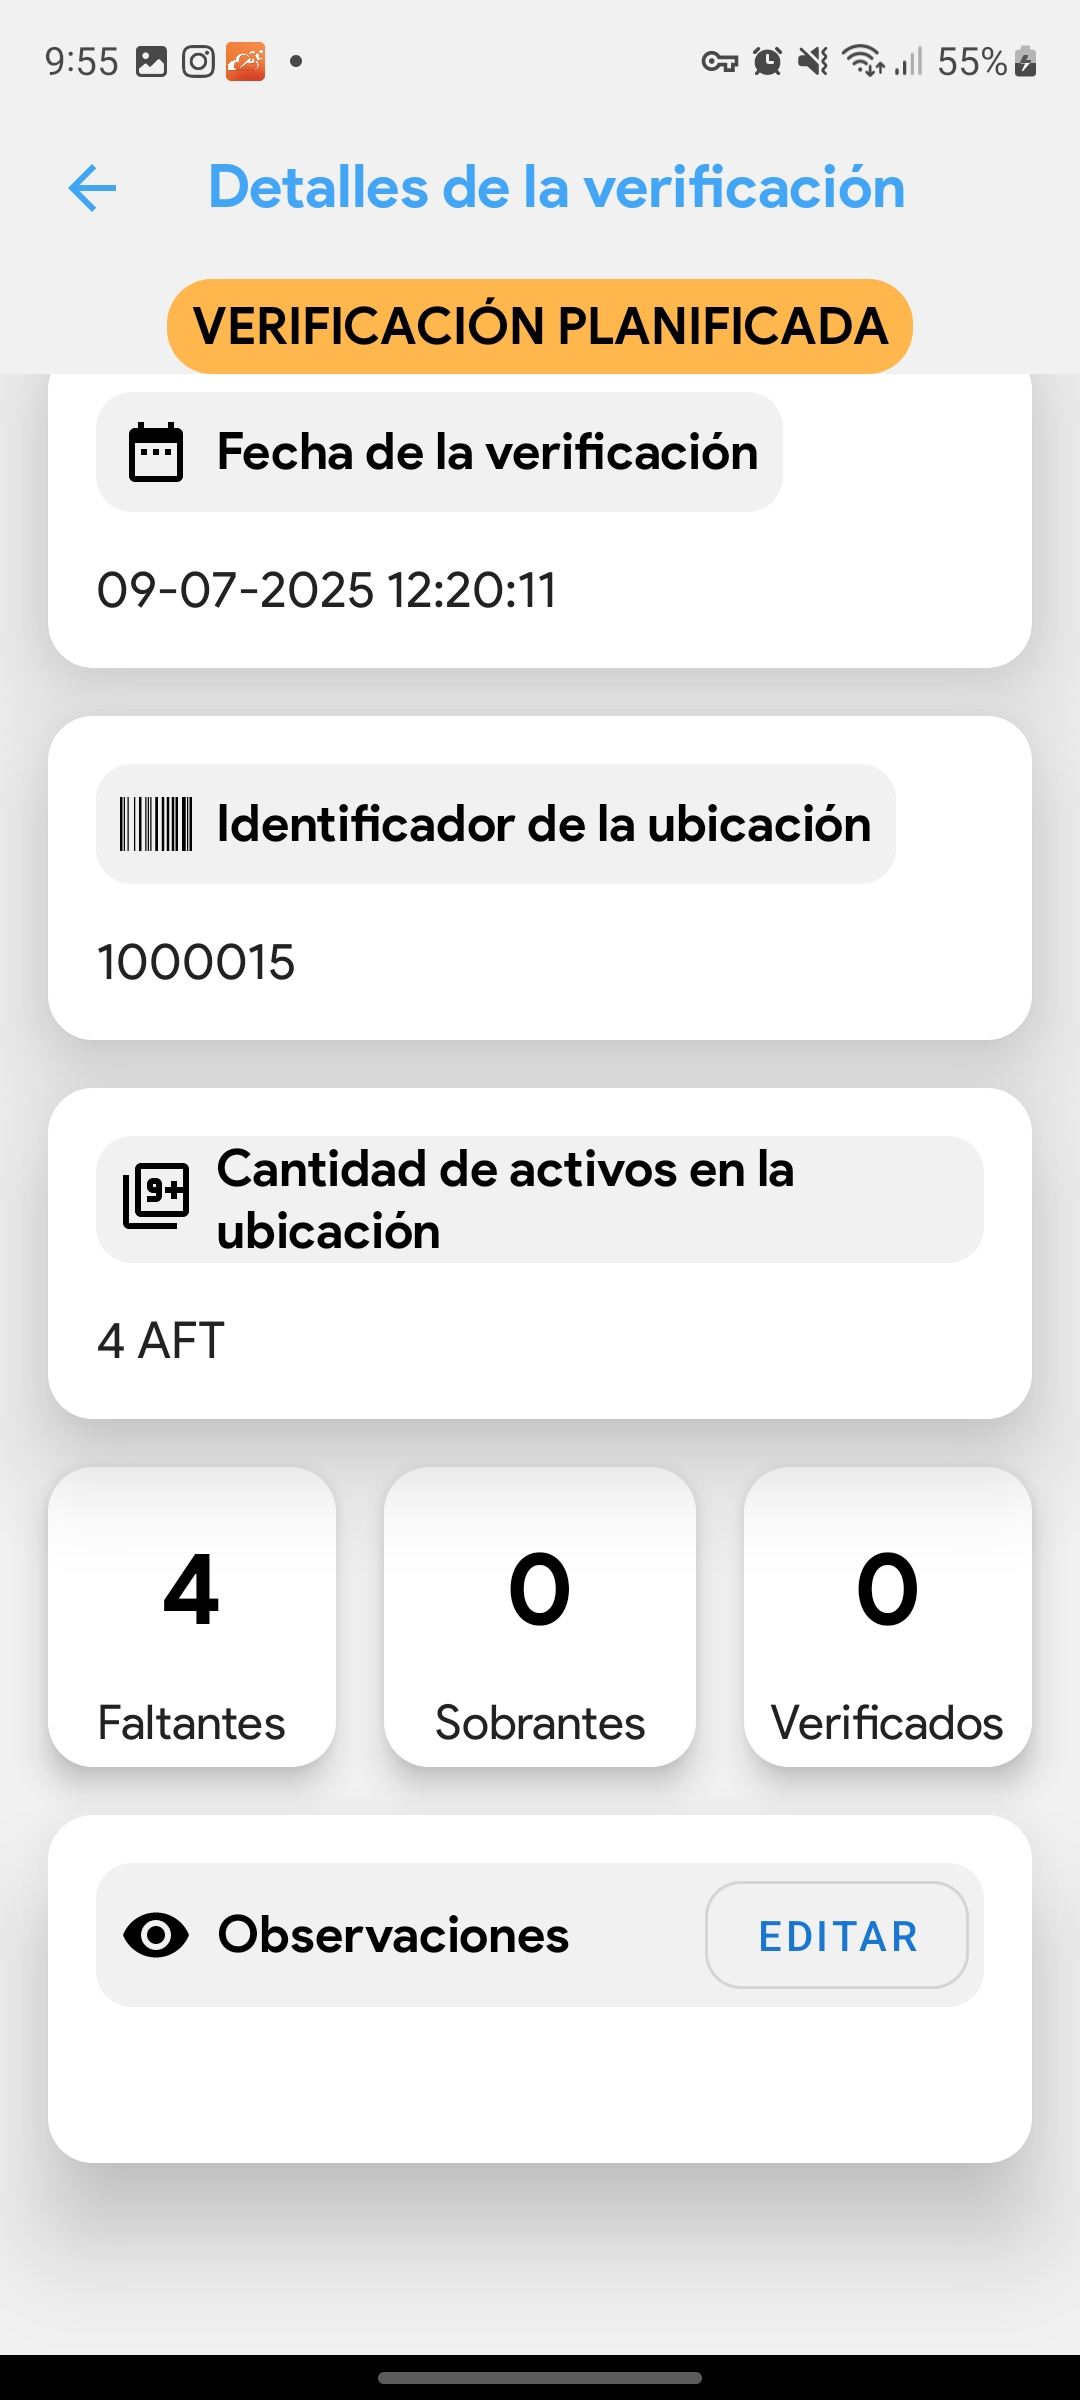 9:55
55%
Detalles de la verificación
VERIFICACIÓN PLANIFICADA
Fecha de la verificación
09-07-2025 12:20:11
Identificador de la ubicación
1000015
9+
Cantidad de activos en la
ubicación
4 AFT
4
Faltantes
0
Sobrantes
0
Verificados
Observaciones
EDITAR